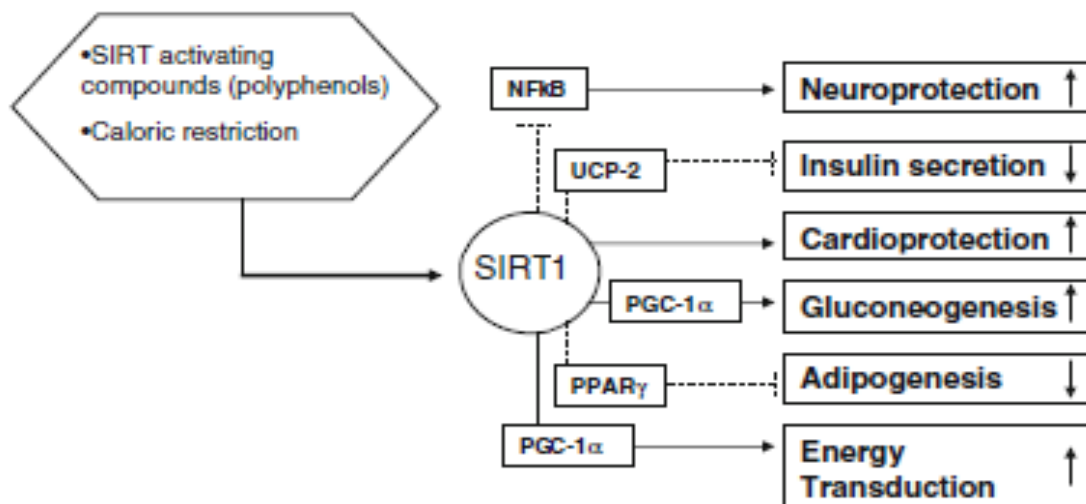 •SIRT activating
compounds (polyphenols)
•Caloric restriction
NFkB
Neuroprotection ↑
UCP-2
Insulin secretion ↓
SIRT1
Cardioprotection ↑
PGC-1α
Gluconeogenesis ↑
PPARγ
Adipogenesis ↓
PGC-1α
Energy
Transduction ↑